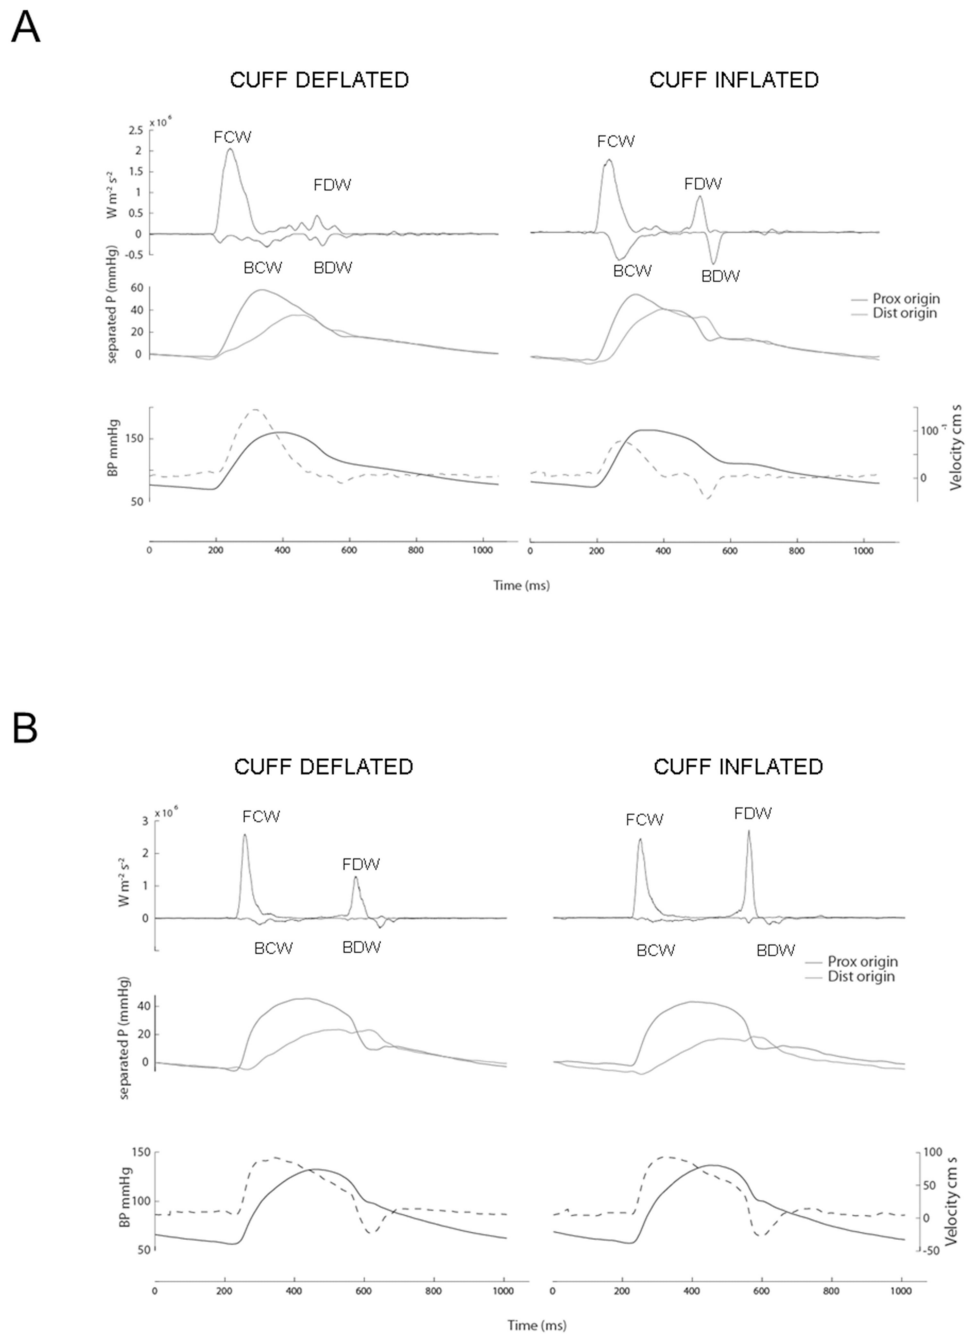 A
CUFF DEFLATED
CUFF INFLATED
x 10⁶
2.5
2
1.5
1
0.5
0
-0.5
W m⁻² s⁻²
FCW
FDW
BCW
BDW
FCW
FDW
BCW
BDW
separated P (mmHg)
60
40
20
0
Prox origin
Dist origin
BP mmHg
150
50
100
0
Velocity cm s⁻¹
0 200 400 600 800 1000
0 200 400 600 800 1000
Time (ms)
B
CUFF DEFLATED
CUFF INFLATED
x 10⁶
3
2
1
0
W m⁻² s⁻²
FCW
FDW
BCW
BDW
FCW
FDW
BCW
BDW
separated P (mmHg)
40
20
0
Prox origin
Dist origin
BP mmHg
150
100
50
100
50
0
-50
Velocity cm s
0 200 400 600 800 1000
0 200 400 600 800 1000
Time (ms)